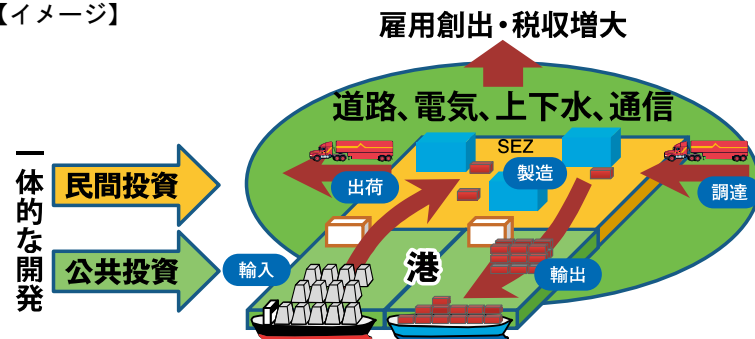 【イメージ】
雇用創出・税収増大
道路、電気、上下水、通信
SEZ
一体的な開発
民間投資
公共投資
出荷
製造
調達
輸入
港
輸出